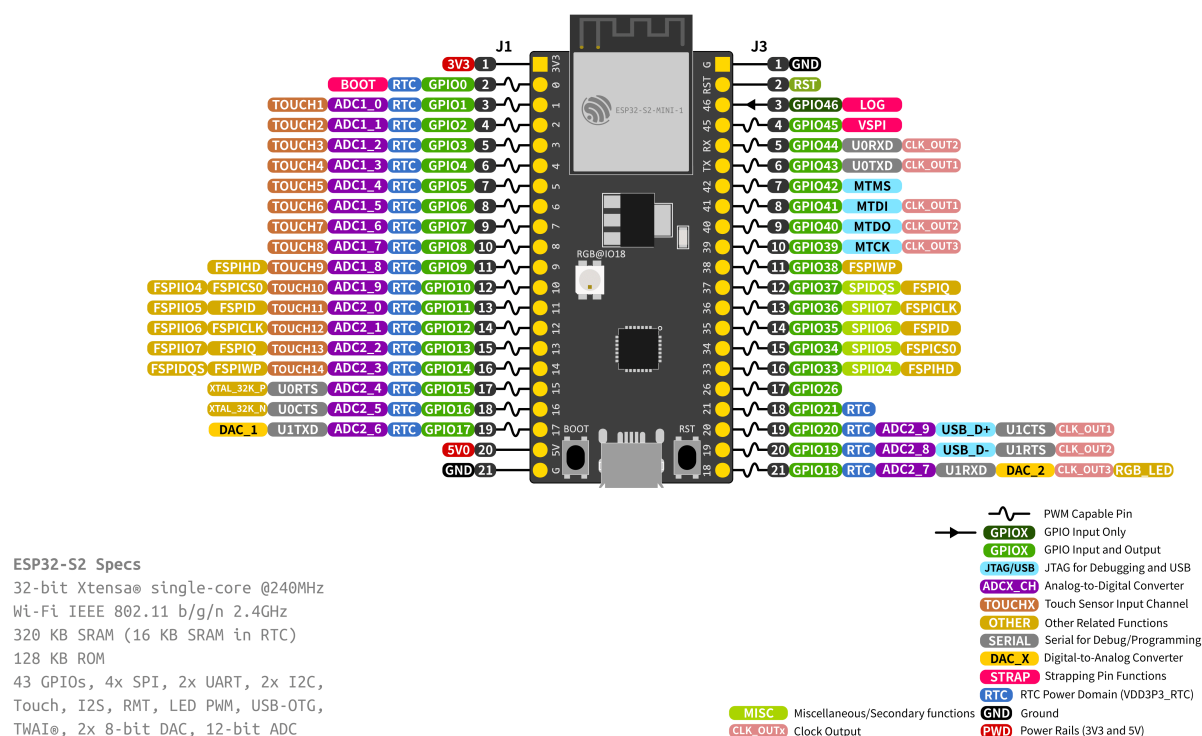 J1
J3
3V3 1 3V3 G 1 GND
BOOT RTC GPIO0 2 0 RST 2 RST
TOUCH1 ADC1_0 RTC GPIO1 3 1 46 3 GPIO46 LOG
TOUCH2 ADC1_1 RTC GPIO2 4 2 45 4 GPIO45 VSPI
TOUCH3 ADC1_2 RTC GPIO3 5 3 RX 5 GPIO44 U0RXD CLK_OUT2
TOUCH4 ADC1_3 RTC GPIO4 6 4 TX 6 GPIO43 U0TXD CLK_OUT1
TOUCH5 ADC1_4 RTC GPIO5 7 5 42 7 GPIO42 MTMS
TOUCH6 ADC1_5 RTC GPIO6 8 6 41 8 GPIO41 MTDI CLK_OUT1
TOUCH7 ADC1_6 RTC GPIO7 9 7 40 9 GPIO40 MTDO CLK_OUT2
TOUCH8 ADC1_7 RTC GPIO8 10 8 39 10 GPIO39 MTCK CLK_OUT3
FSPIHD TOUCH9 ADC1_8 RTC GPIO9 11 9 38 11 GPIO38 FSPIWP
FSPIIO4 FSPICS0 TOUCH10 ADC1_9 RTC GPIO10 12 10 37 12 GPIO37 SPIDQS FSPIQ
FSPIIO5 FSPID TOUCH11 ADC2_0 RTC GPIO11 13 11 36 13 GPIO36 SPIIO7 FSPICLK
FSPIIO6 FSPICLK TOUCH12 ADC2_1 RTC GPIO12 14 12 35 14 GPIO35 SPIIO6 FSPID
FSPIIO7 FSPIQ TOUCH13 ADC2_2 RTC GPIO13 15 13 34 15 GPIO34 SPIIO5 FSPICS0
FSPIDQS FSPIWP TOUCH14 ADC2_3 RTC GPIO14 16 14 33 16 GPIO33 SPIIO4 FSPIHD
XTAL_32K_P U0RTS ADC2_4 RTC GPIO15 17 15 26 17 GPIO26
XTAL_32K_N U0CTS ADC2_5 RTC GPIO16 18 16 21 18 GPIO21 RTC
DAC_1 U1TXD ADC2_6 RTC GPIO17 19 17 20 19 GPIO20 RTC ADC2_9 USB_D+ U1CTS CLK_OUT1
5V0 20 5V 19 20 GPIO19 RTC ADC2_8 USB_D- U1RTS CLK_OUT2
GND 21 G 18 21 GPIO18 RTC ADC2_7 U1RXD DAC_2 CLK_OUT3 RGB_LED
ESP32-S2-MINI-1
RGB@IO18
BOOT RST
PWM Capable Pin
GPIOX GPIO Input Only
GPIOX GPIO Input and Output
JTAG/USB JTAG for Debugging and USB
ADCX_CH Analog-to-Digital Converter
TOUCHX Touch Sensor Input Channel
OTHER Other Related Functions
SERIAL Serial for Debug/Programming
DAC_X Digital-to-Analog Converter
STRAP Strapping Pin Functions
RTC RTC Power Domain (VDD3P3_RTC)
MISC Miscellaneous/Secondary functions GND Ground
CLK_OUTx Clock Output PWD Power Rails (3V3 and 5V)
ESP32-S2 Specs
32-bit Xtensa® single-core @240MHz
Wi-Fi IEEE 802.11 b/g/n 2.4GHz
320 KB SRAM (16 KB SRAM in RTC)
128 KB ROM
43 GPIOs, 4x SPI, 2x UART, 2x I2C,
Touch, I2S, RMT, LED PWM, USB-OTG,
TWAI®, 2x 8-bit DAC, 12-bit ADC